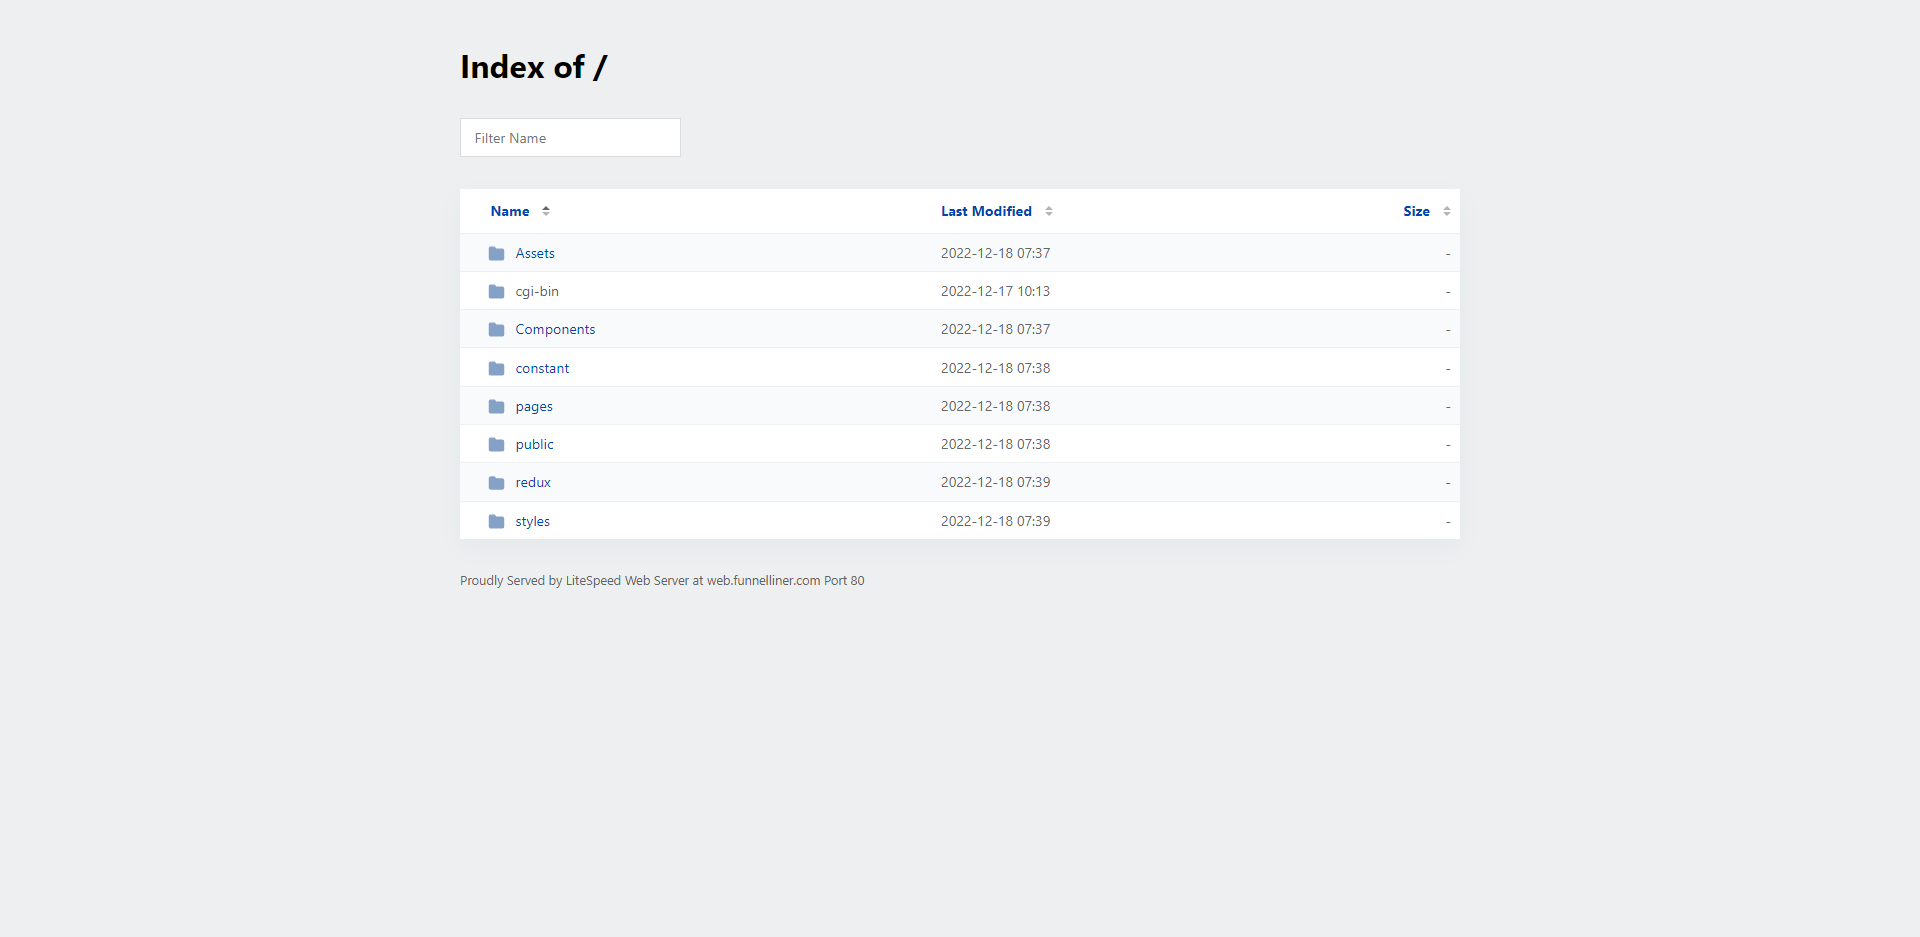 Index of /
Filter Name
Name Last Modified Size
Assets 2022-12-18 07:37 -
cgi-bin 2022-12-17 10:13 -
Components 2022-12-18 07:37 -
constant 2022-12-18 07:38 -
pages 2022-12-18 07:38 -
public 2022-12-18 07:38 -
redux 2022-12-18 07:39 -
styles 2022-12-18 07:39 -
Proudly Served by LiteSpeed Web Server at web.funnelliner.com Port 80